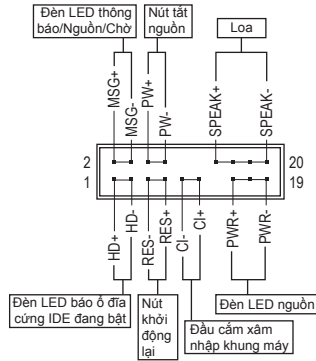 Đèn LED thông
báo/Nguồn/Chờ
Nút tắt
nguồn
Loa
MSG+
MSG-
PW+
PW-
SPEAK+
SPEAK-
2
20
1
19
HD+
HD-
RES-
RES+
CI-
CI+
PWR+
PWR-
Đèn LED báo ổ đĩa
cứng IDE đang bật
Nút
khởi
động
lại
Đèn LED nguồn
Đầu cắm xâm
nhập khung máy